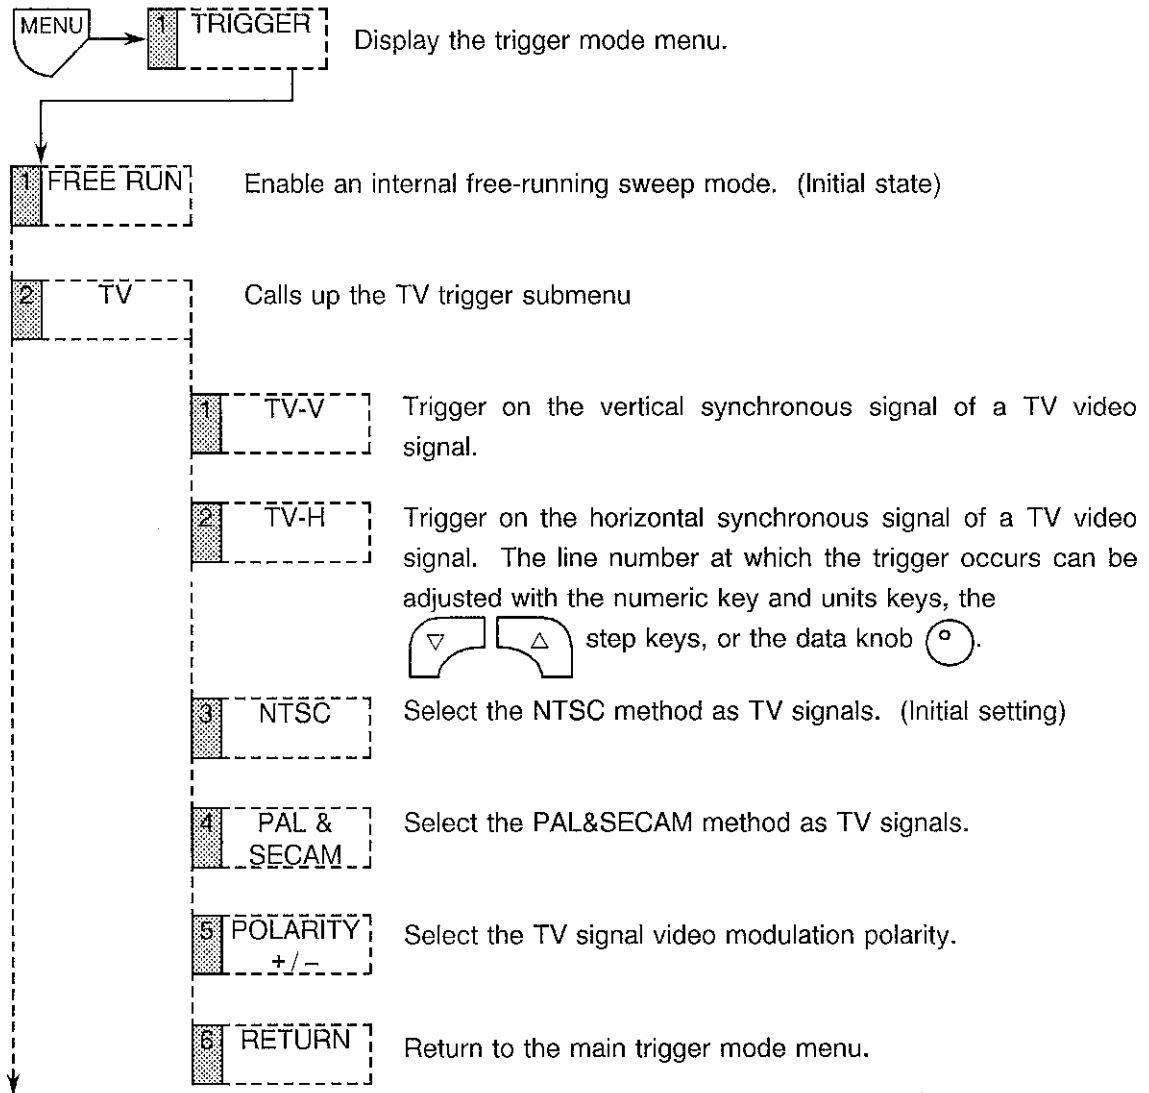 MENU
1 TRIGGER
Display the trigger mode menu.
1 FREE RUN
Enable an internal free-running sweep mode. (Initial state)
2 TV
Calls up the TV trigger submenu
1 TV-V
Trigger on the vertical synchronous signal of a TV video
signal.
2 TV-H
Trigger on the horizontal synchronous signal of a TV video
signal. The line number at which the trigger occurs can be
adjusted with the numeric key and units keys, the
▽ △ step keys, or the data knob .
3 NTSC
Select the NTSC method as TV signals. (Initial setting)
4 PAL &
SECAM
Select the PAL&SECAM method as TV signals.
5 POLARITY
+/−
Select the TV signal video modulation polarity.
6 RETURN
Return to the main trigger mode menu.